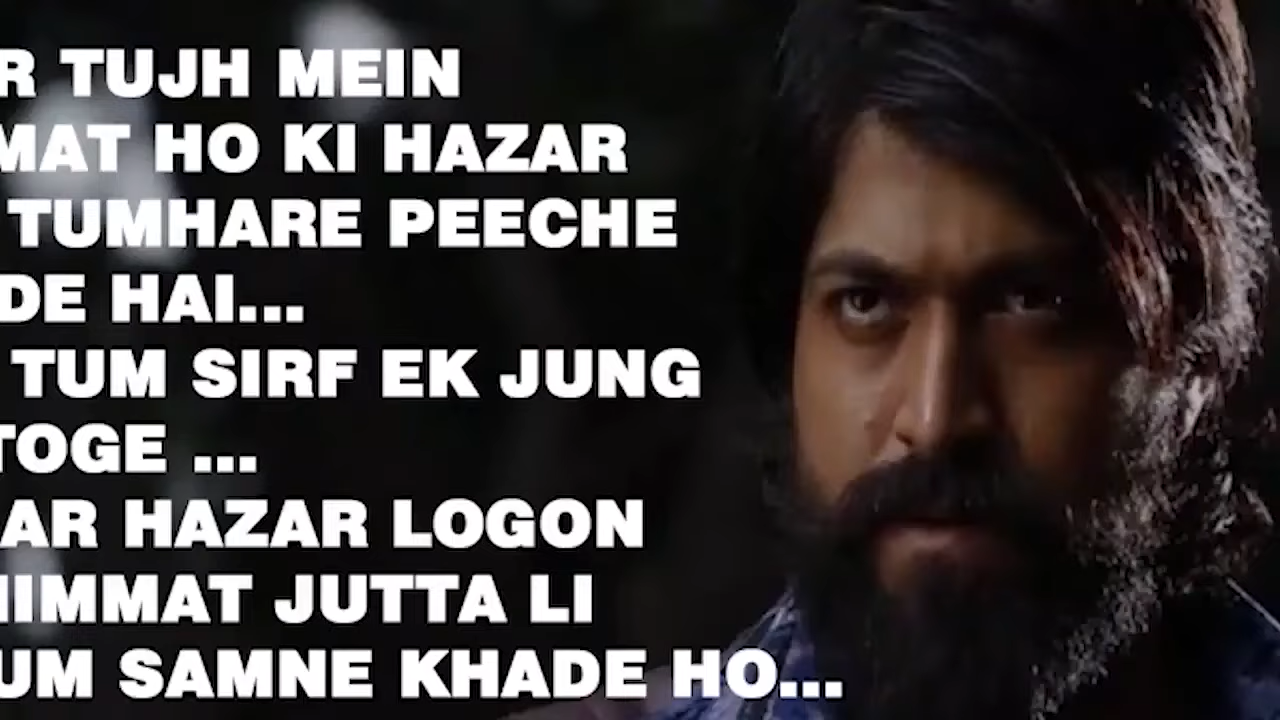 R TUJH MEIN
MAT HO KI HAZAR
TUMHARE PEECHE
DE HAI...
TUM SIRF EK JUNG
TOGE ...
AR HAZAR LOGON
HIMMAT JUTTA LI
UM SAMNE KHADE HO...